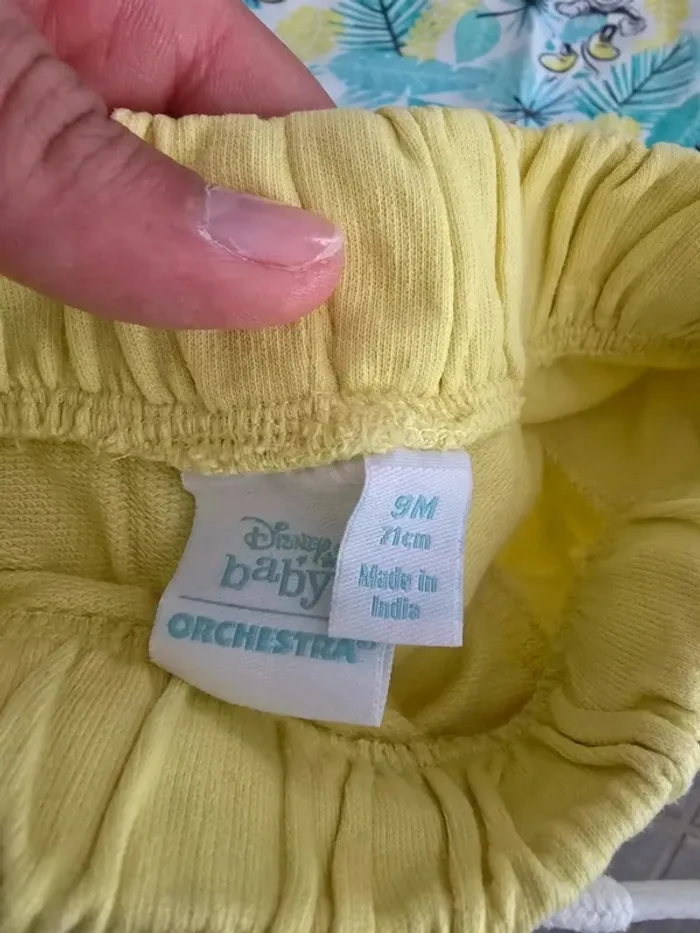 Disney
baby
ORCHESTRA
9M
71cm
Made in
India